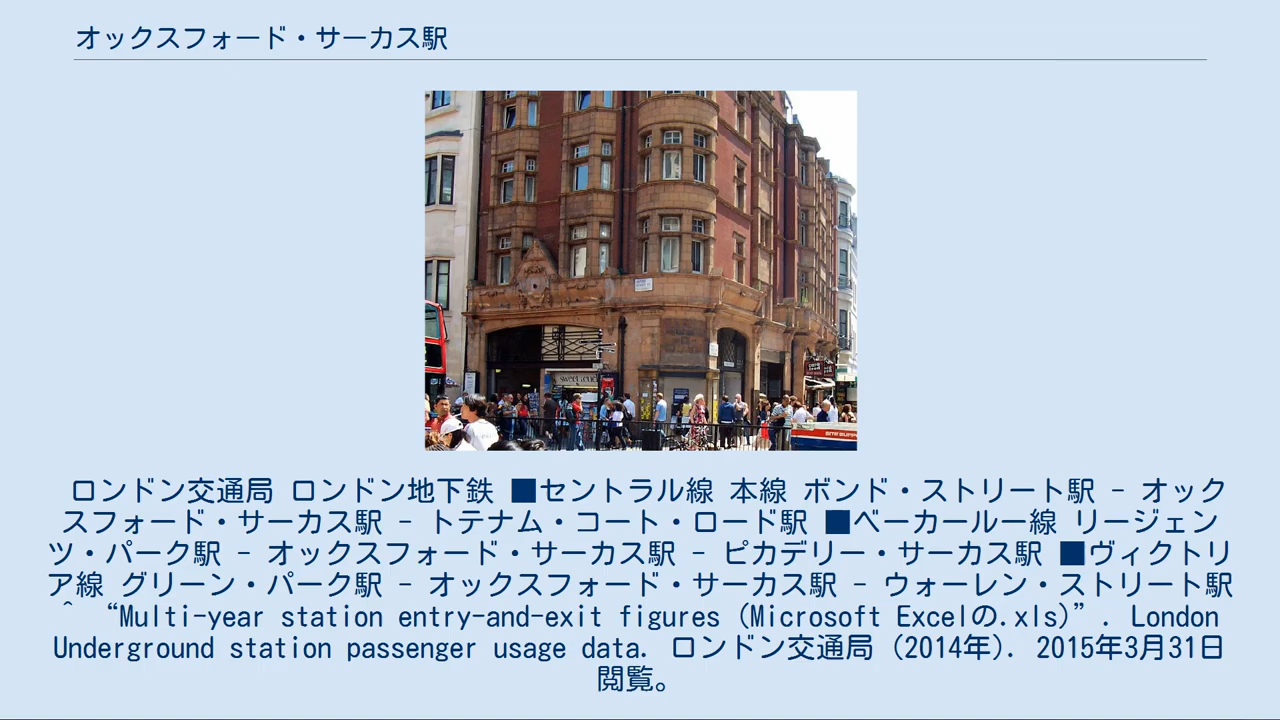 オックスフォード・サーカス駅
sweet
ロンドン交通局 ロンドン地下鉄 ■セントラル線 本線 ボンド・ストリート駅 - オック
スフォード・サーカス駅 - トテナム・コート・ロード駅 ■ベーカールー線 リージェン
ツ・パーク駅 - オックスフォード・サーカス駅 - ピカデリー・サーカス駅 ■ヴィクトリ
ア線 グリーン・パーク駅 - オックスフォード・サーカス駅 - ウォーレン・ストリート駅
^ “Multi-year station entry-and-exit figures (Microsoft Excelの.xls)”. London
Underground station passenger usage data. ロンドン交通局 (2014年). 2015年3月31日
閲覧。